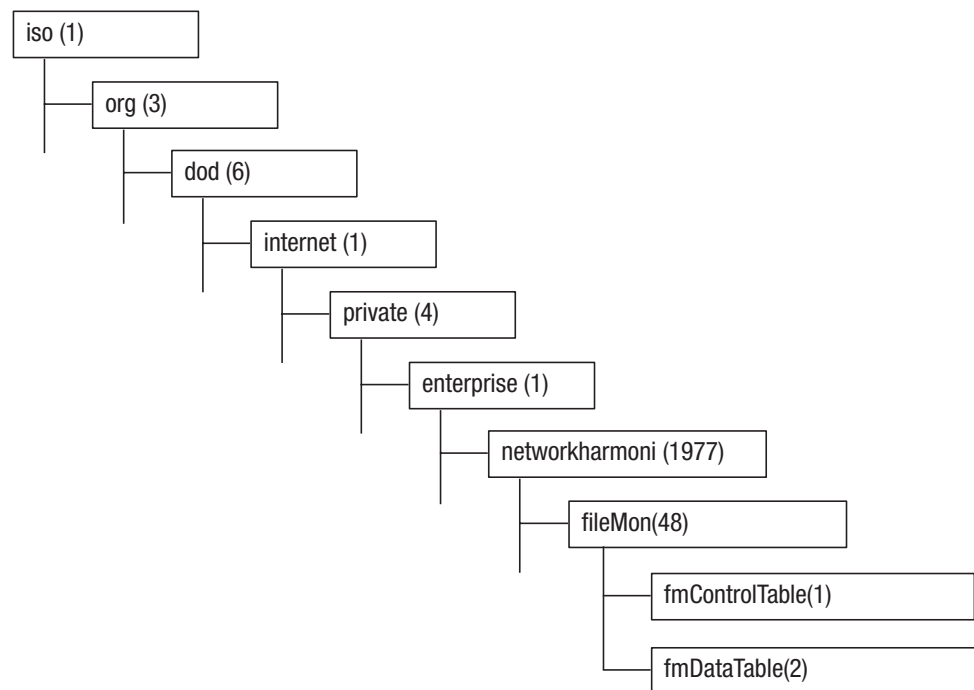 iso (1)
org (3)
dod (6)
internet (1)
private (4)
enterprise (1)
networkharmoni (1977)
fileMon(48)
fmControlTable(1)
fmDataTable(2)